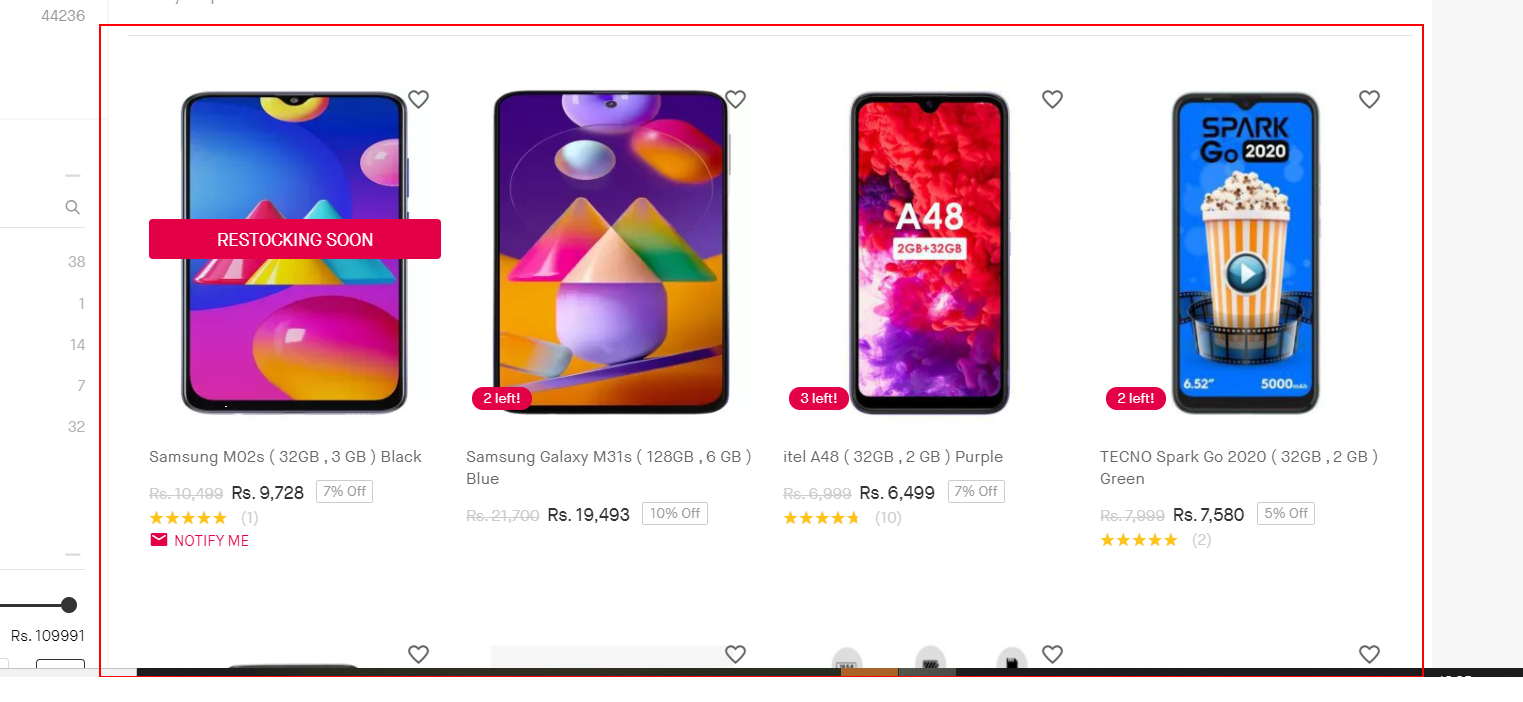 44236
38
1
14
7
32
Rs. 109991
RESTOCKING SOON
Samsung M02s ( 32GB , 3 GB ) Black
Rs. 10,499 Rs. 9,728 7% Off
(1)
NOTIFY ME
2 left!
Samsung Galaxy M31s ( 128GB , 6 GB )
Blue
Rs. 21,700 Rs. 19,493 10% Off
A48
2GB+32GB
3 left!
itel A48 ( 32GB , 2 GB ) Purple
Rs. 6,999 Rs. 6,499 7% Off
(10)
SPARK
Go 2020
6.52” 5000mAh
2 left!
TECNO Spark Go 2020 ( 32GB , 2 GB )
Green
Rs. 7,999 Rs. 7,580 5% Off
(2)